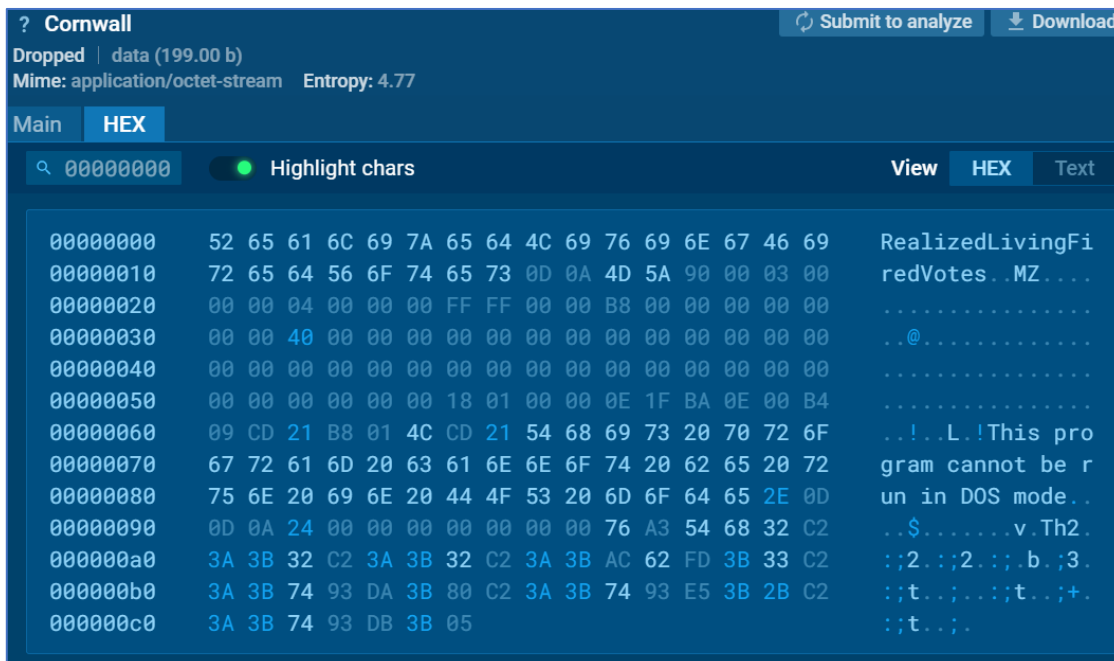 ? Cornwall Submit to analyze Download
Dropped | data (199.00 b)
Mime: application/octet-stream Entropy: 4.77
Main HEX
00000000 Highlight chars View HEX Text
00000000 52 65 61 6C 69 7A 65 64 4C 69 76 69 6E 67 46 69 RealizedLivingFi
00000010 72 65 64 56 6F 74 65 73 0D 0A 4D 5A 90 00 03 00 redVotes..MZ....
00000020 00 00 04 00 00 00 FF FF 00 00 B8 00 00 00 00 00 ................
00000030 00 00 40 00 00 00 00 00 00 00 00 00 00 00 00 00 ..@.............
00000040 00 00 00 00 00 00 00 00 00 00 00 00 00 00 00 00 ................
00000050 00 00 00 00 00 00 18 01 00 00 0E 1F BA 0E 00 B4 ................
00000060 09 CD 21 B8 01 4C CD 21 54 68 69 73 20 70 72 6F ..!..L.!This pro
00000070 67 72 61 6D 20 63 61 6E 6E 6F 74 20 62 65 20 72 gram cannot be r
00000080 75 6E 20 69 6E 20 44 4F 53 20 6D 6F 64 65 2E 0D un in DOS mode..
00000090 0D 0A 24 00 00 00 00 00 00 00 76 A3 54 68 32 C2 ..$.......v.Th2.
000000a0 3A 3B 32 C2 3A 3B 32 C2 3A 3B AC 62 FD 3B 33 C2 :;2.:;2.:;.b.;3.
000000b0 3A 3B 74 93 DA 3B 80 C2 3A 3B 74 93 E5 3B 2B C2 :;t..;..:;t..;+.
000000c0 3A 3B 74 93 DB 3B 05 :;t..;.